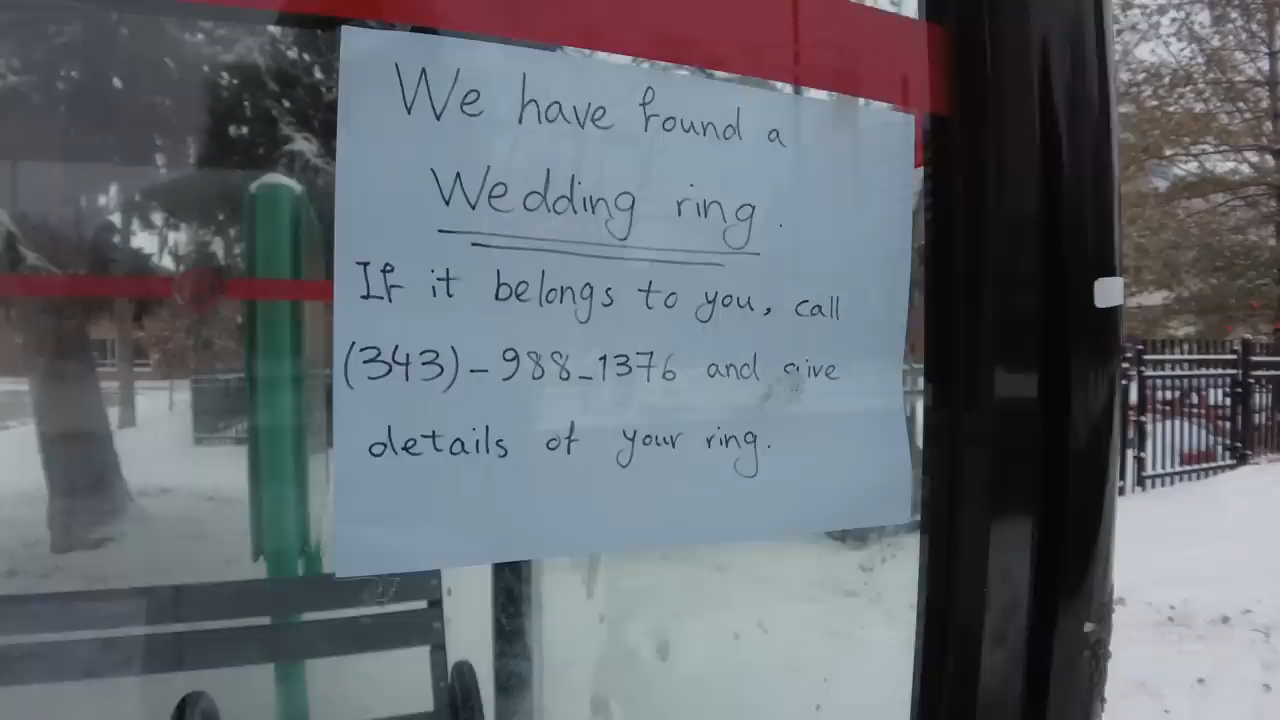 We have found a
Wedding ring.
If it belongs to you, call
(343)-988-1376 and give
details of your ring.